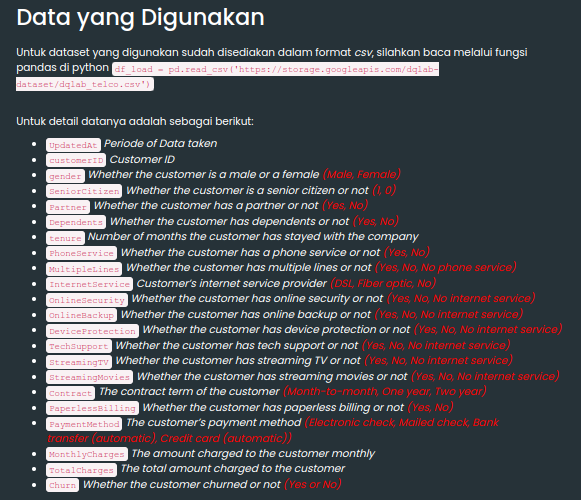 Data yang Digunakan
Untuk dataset yang digunakan sudah disediakan dalam format csv, silahkan baca melalui fungsi
pandas di python df_load = pd.read_csv('https://storage.googleapis.com/dqlab-
dataset/dqlab_telco.csv')
Untuk detail datanya adalah sebagai berikut:
UpdatedAt Periode of Data taken
customerID Customer ID
gender Whether the customer is a male or a female (Male, Female)
SeniorCitizen Whether the customer is a senior citizen or not (1, 0)
Partner Whether the customer has a partner or not (Yes, No)
Dependents Whether the customer has dependents or not (Yes, No)
tenure Number of months the customer has stayed with the company
PhoneService Whether the customer has a phone service or not (Yes, No)
MultipleLines Whether the customer has multiple lines or not (Yes, No, No phone service)
InternetService Customer's internet service provider (DSL, Fiber optic, No)
OnlineSecurity Whether the customer has online security or not (Yes, No, No internet service)
OnlineBackup Whether the customer has online backup or not (Yes, No, No internet service)
DeviceProtection Whether the customer has device protection or not (Yes, No, No internet service)
TechSupport Whether the customer has tech support or not (Yes, No, No internet service)
StreamingTV Whether the customer has streaming TV or not (Yes, No, No internet service)
StreamingMovies Whether the customer has streaming movies or not (Yes, No, No internet service)
Contract The contract term of the customer (Month-to-month, One year, Two year)
PaperlessBilling Whether the customer has paperless billing or not (Yes, No)
PaymentMethod The customer's payment method (Electronic check, Mailed check, Bank
transfer (automatic), Credit card (automatic))
MonthlyCharges The amount charged to the customer monthly
TotalCharges The total amount charged to the customer
Churn Whether the customer churned or not (Yes or No)